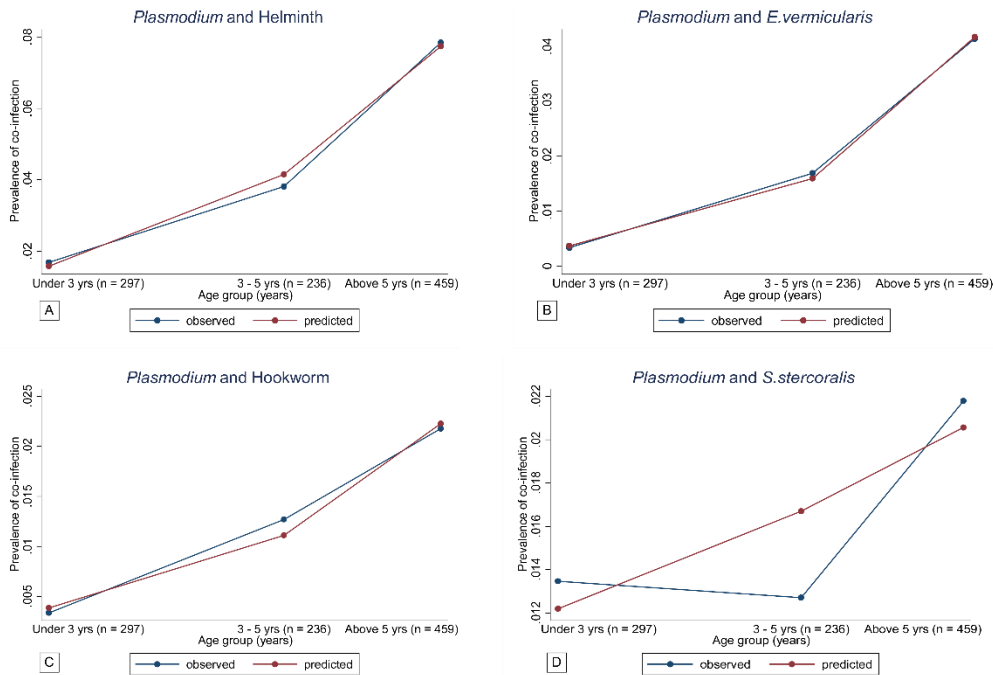 Plasmodium and Helminth
Prevalence of co-infection
.08
.06
.04
.02
Under 3 yrs (n = 297)
3 - 5 yrs (n = 236)
Above 5 yrs (n = 459)
Age group (years)
A
observed
predicted
Plasmodium and E.vermicularis
Prevalence of co-infection
.04
.03
.02
.01
0
Under 3 yrs (n = 297)
3 - 5 yrs (n = 236)
Above 5 yrs (n = 459)
Age group (years)
B
observed
predicted
Plasmodium and Hookworm
Prevalence of co-infection
.025
.02
.015
.01
.005
Under 3 yrs (n = 297)
3 - 5 yrs (n = 236)
Above 5 yrs (n = 459)
Age group (years)
C
observed
predicted
Plasmodium and S.stercoralis
Prevalence of co-infection
.022
.02
.018
.016
.014
.012
Under 3 yrs (n = 297)
3 - 5 yrs (n = 236)
Above 5 yrs (n = 459)
Age group (years)
D
observed
predicted